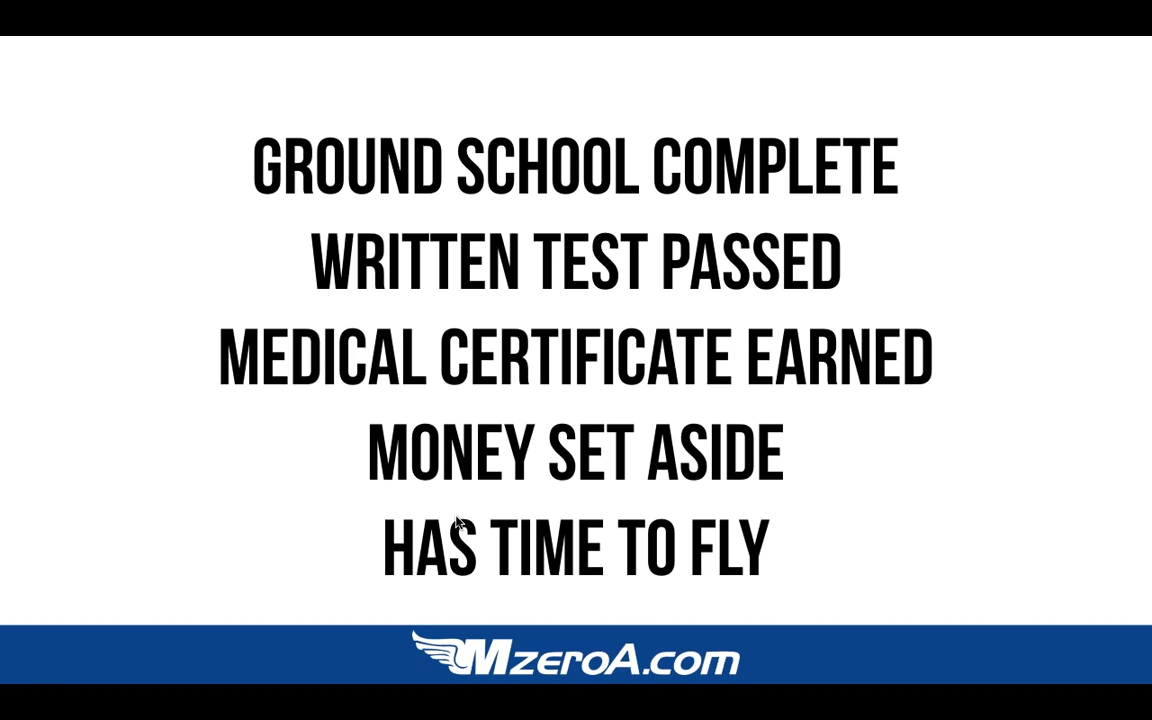 GROUND SCHOOL COMPLETE
WRITTEN TEST PASSED
MEDICAL CERTIFICATE EARNED
MONEY SET ASIDE
HAS TIME TO FLY
MzeroA.com